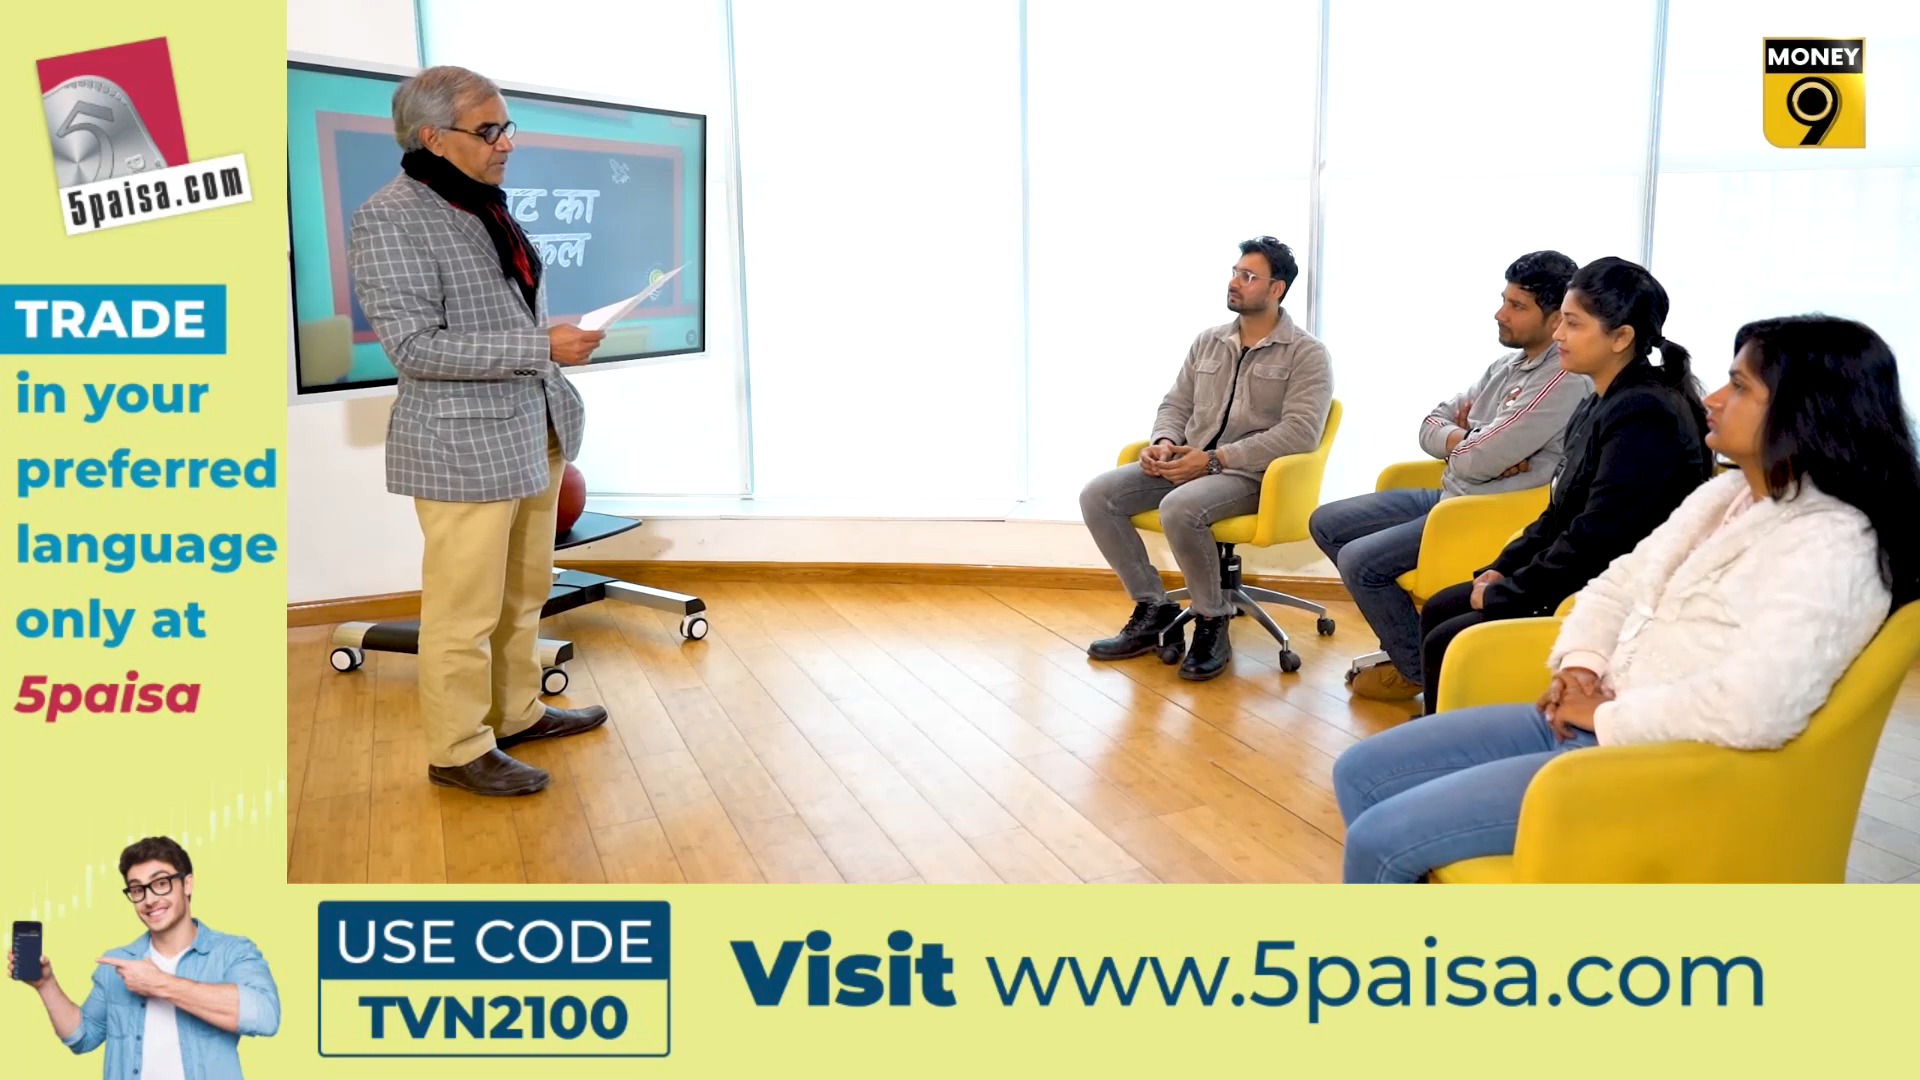 5paisa.com
TRADE
in your
preferred
language
only at
5paisa
MONEY
9
का
USE CODE
TVN2100
Visit www.5paisa.com